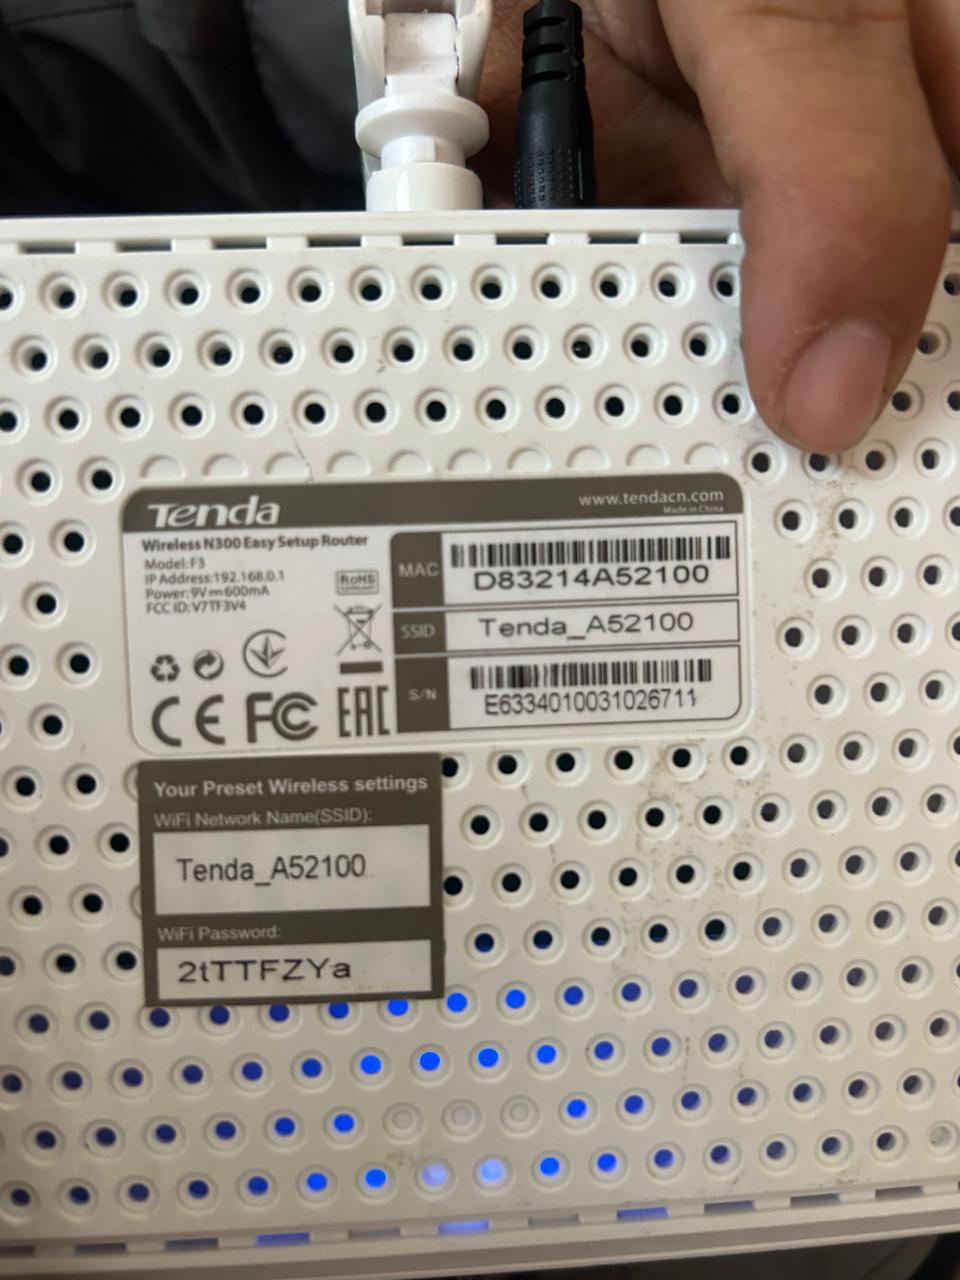 Tenda
www.tendacn.com
Made in China
Wireless N300 Easy Setup Router
Model:F3
IP Address:192.168.0.1
Power:9V⎓600mA
FCC ID:V7TF3V4
RoHS
COMPLIANT
MAC
D83214A52100
SSID
Tenda_A52100
S/N
E6334010031026711
CE FC EAC
Your Preset Wireless settings
WiFi Network Name(SSID):
Tenda_A52100
WiFi Password:
2tTTFZYa